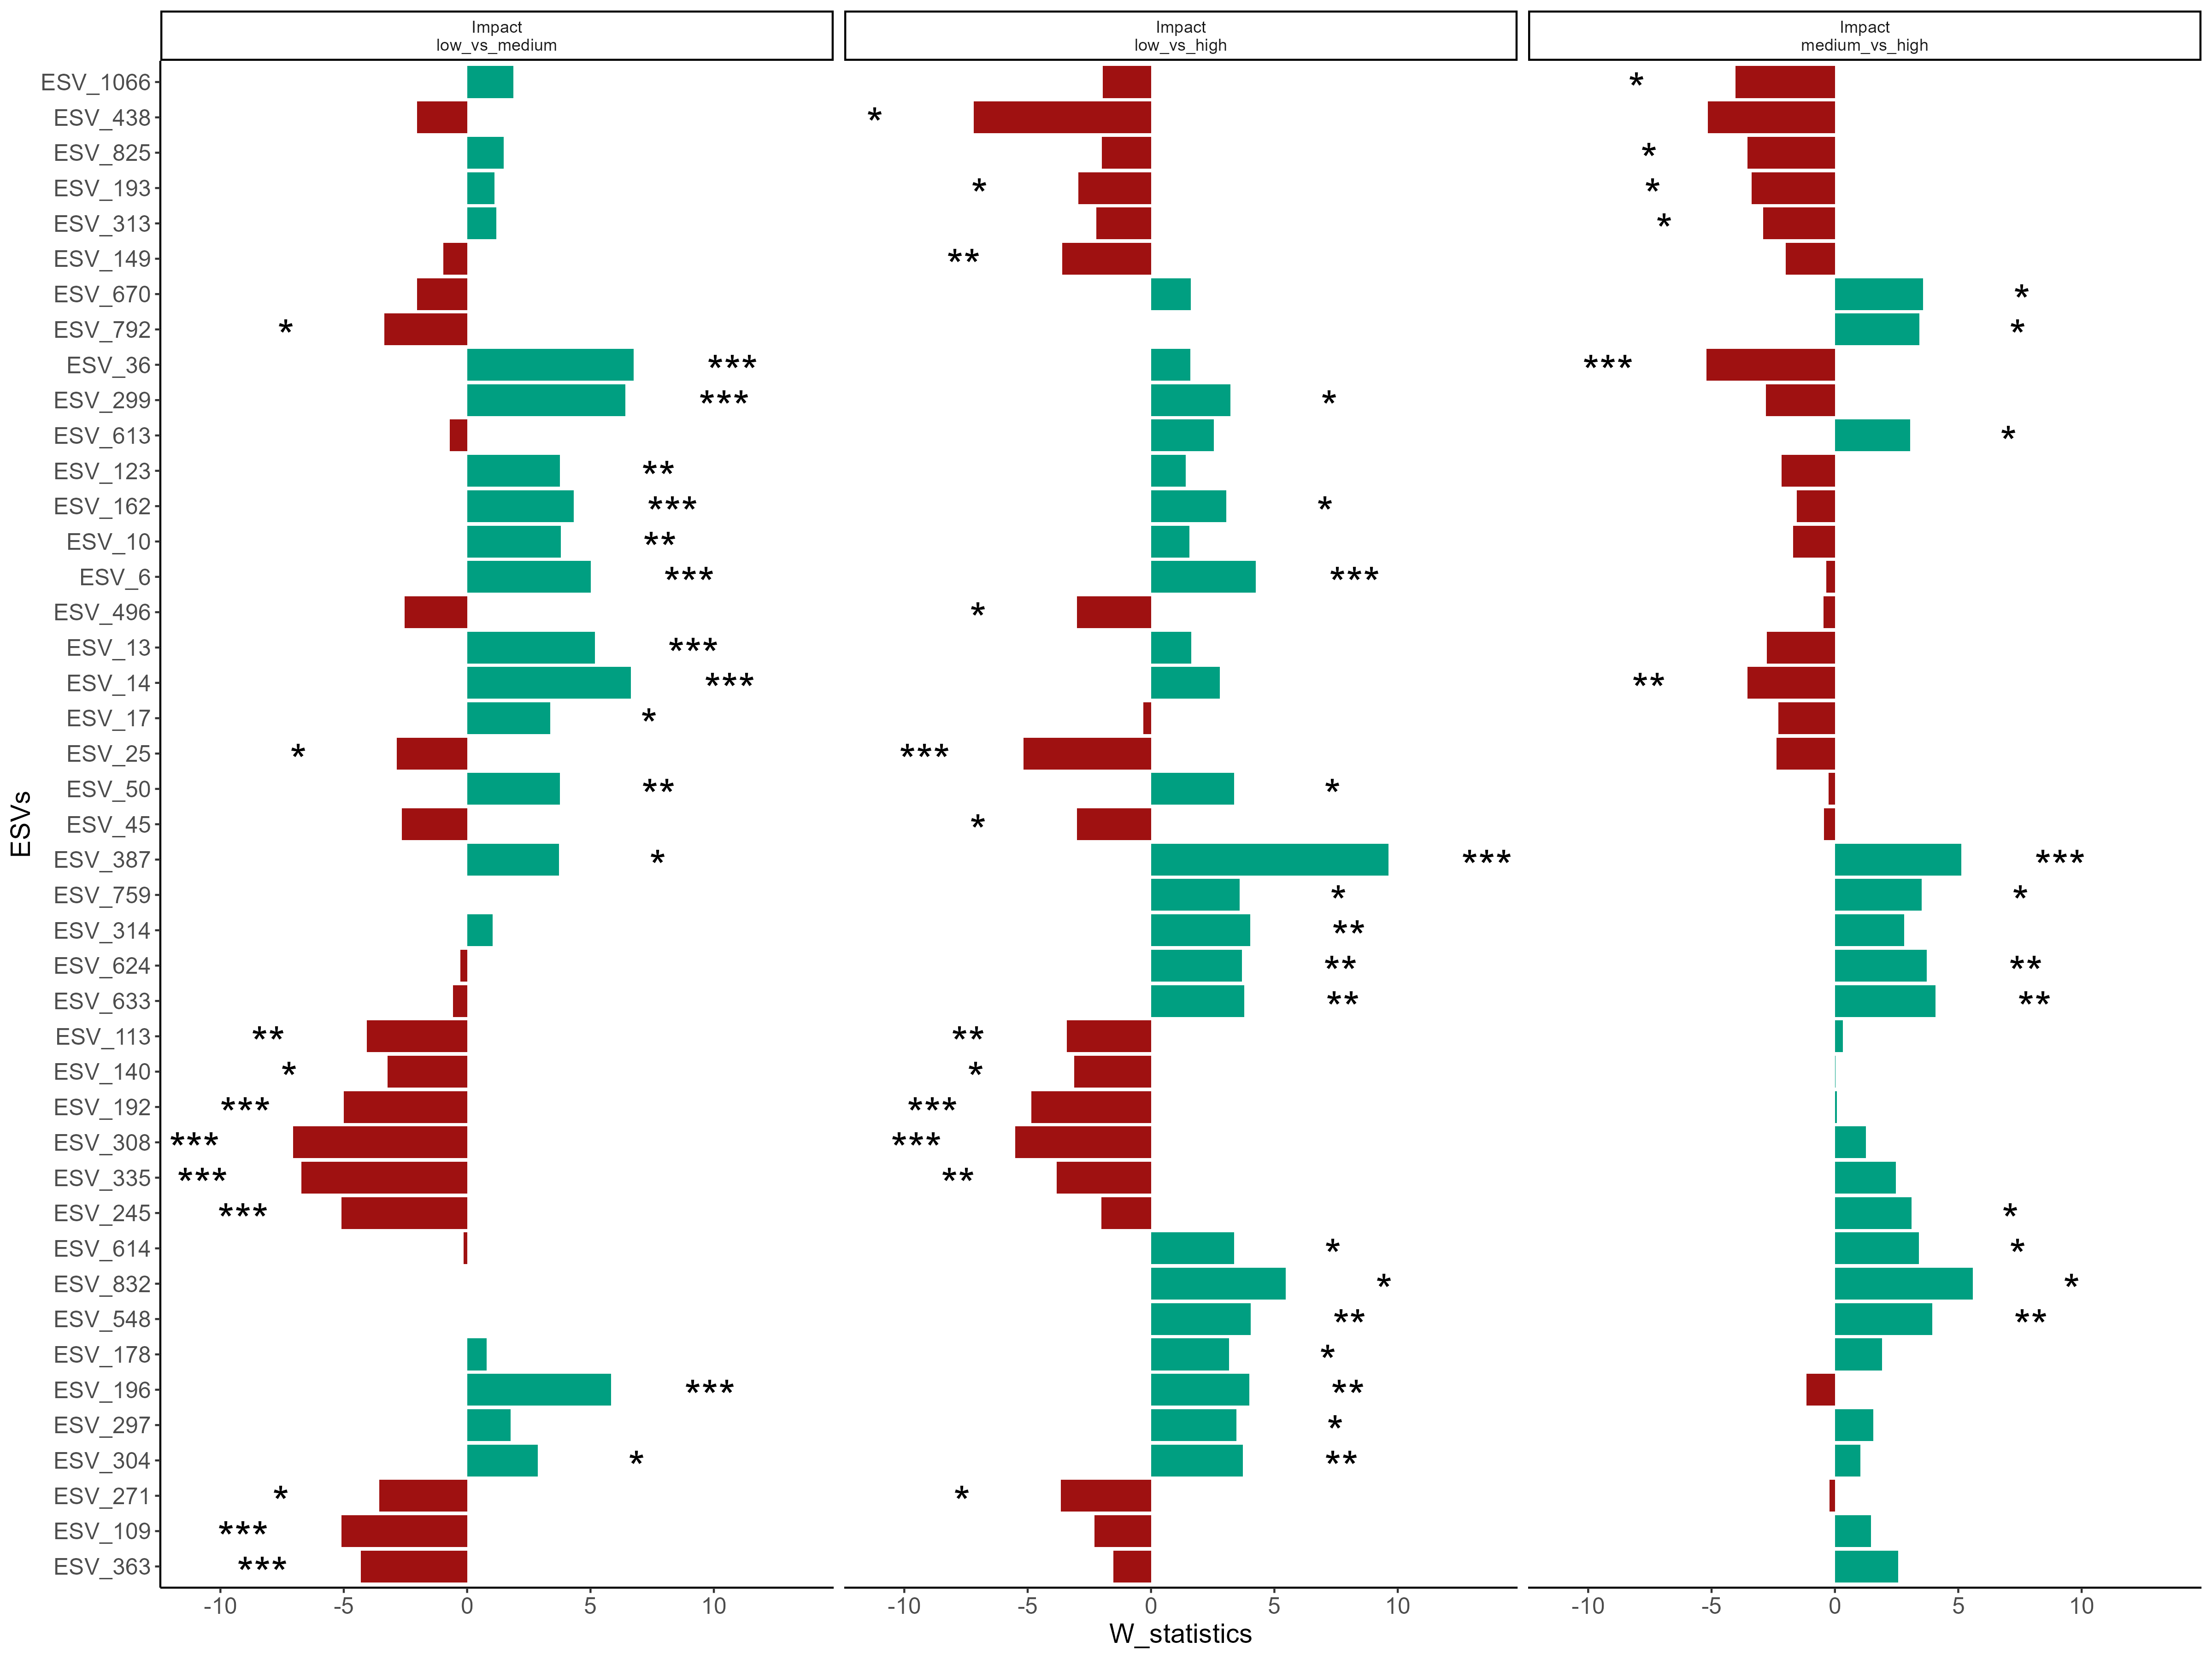 Impact
low_vs_medium
Impact
low_vs_high
Impact
medium_vs_high
ESV_1066
* 
ESV_438
*
ESV_825
*
ESV_193
* *
ESV_313
*
ESV_149
**
ESV_670
*
ESV_792
* *
ESV_36
*** ***
ESV_299
*** *
ESV_613
*
ESV_123
**
ESV_162
*** *
ESV_10
**
ESV_6
*** ***
ESV_496
*
ESV_13
***
ESV_14
*** **
ESV_17
*
ESV_25
* ***
ESV_50
** *
ESV_45
*
ESV_387
* *** ***
ESV_759
* *
ESV_314
**
ESV_624
** **
ESV_633
** **
ESV_113
** **
ESV_140
* *
ESV_192
*** ***
ESV_308
*** ***
ESV_335
*** **
ESV_245
*** *
ESV_614
* *
ESV_832
* *
ESV_548
** **
ESV_178
*
ESV_196
*** **
ESV_297
*
ESV_304
* **
ESV_271
* *
ESV_109
***
ESV_363
***
ESVs
-10 -5 0 5 10
-10 -5 0 5 10
-10 -5 0 5 10
W_statistics